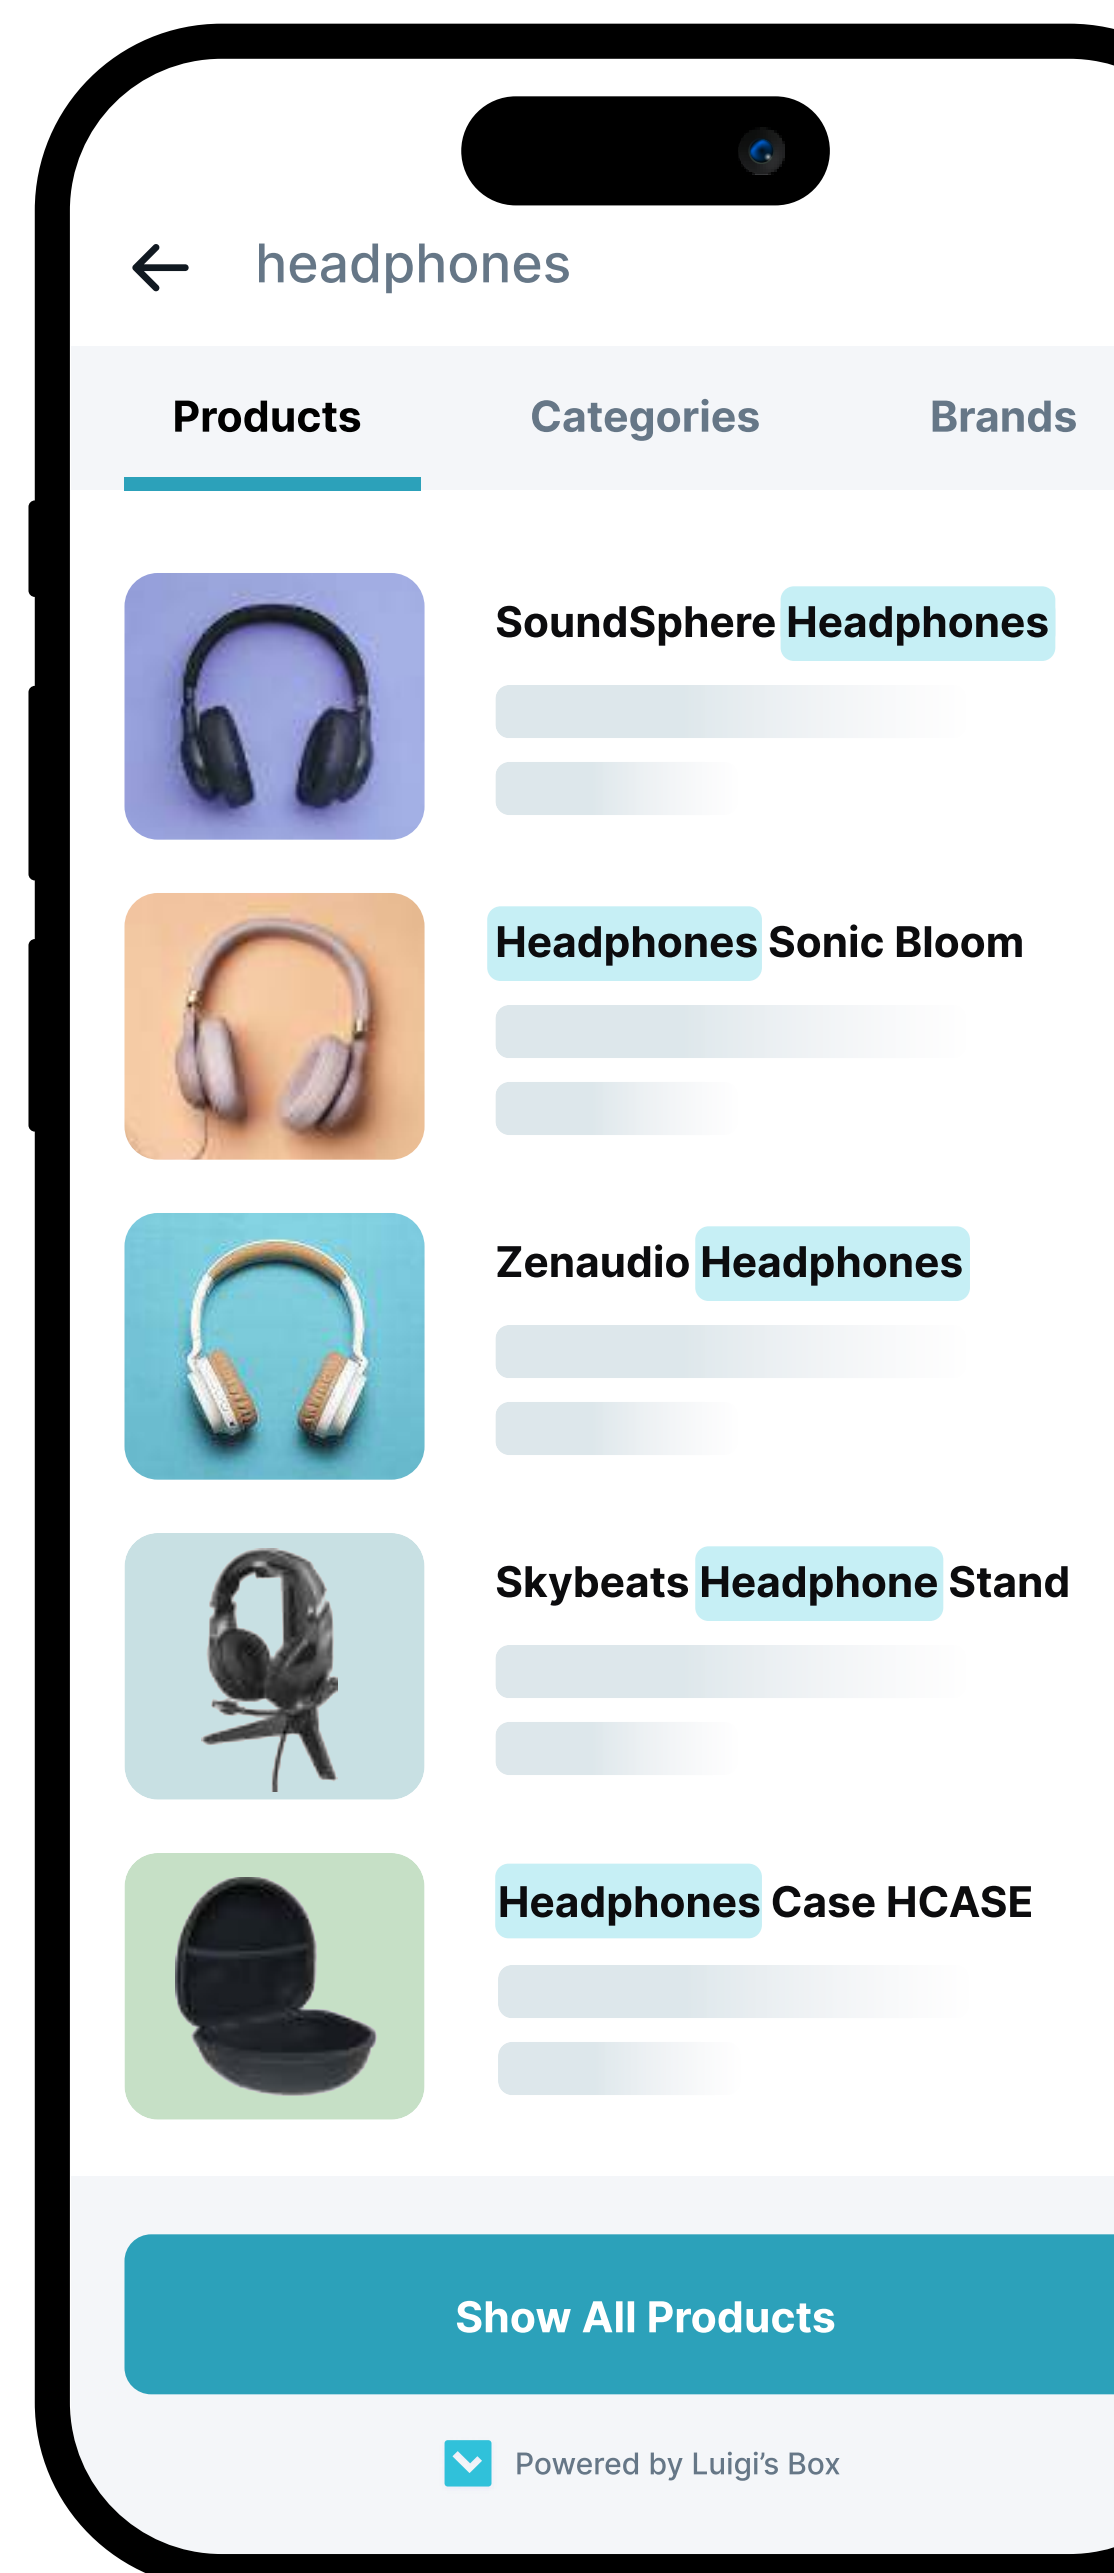 headphones
Products Categories Brands
SoundSphere Headphones
Headphones Sonic Bloom
Zenaudio Headphones
Skybeats Headphone Stand
Headphones Case HCASE
Show All Products
Powered by Luigi’s Box